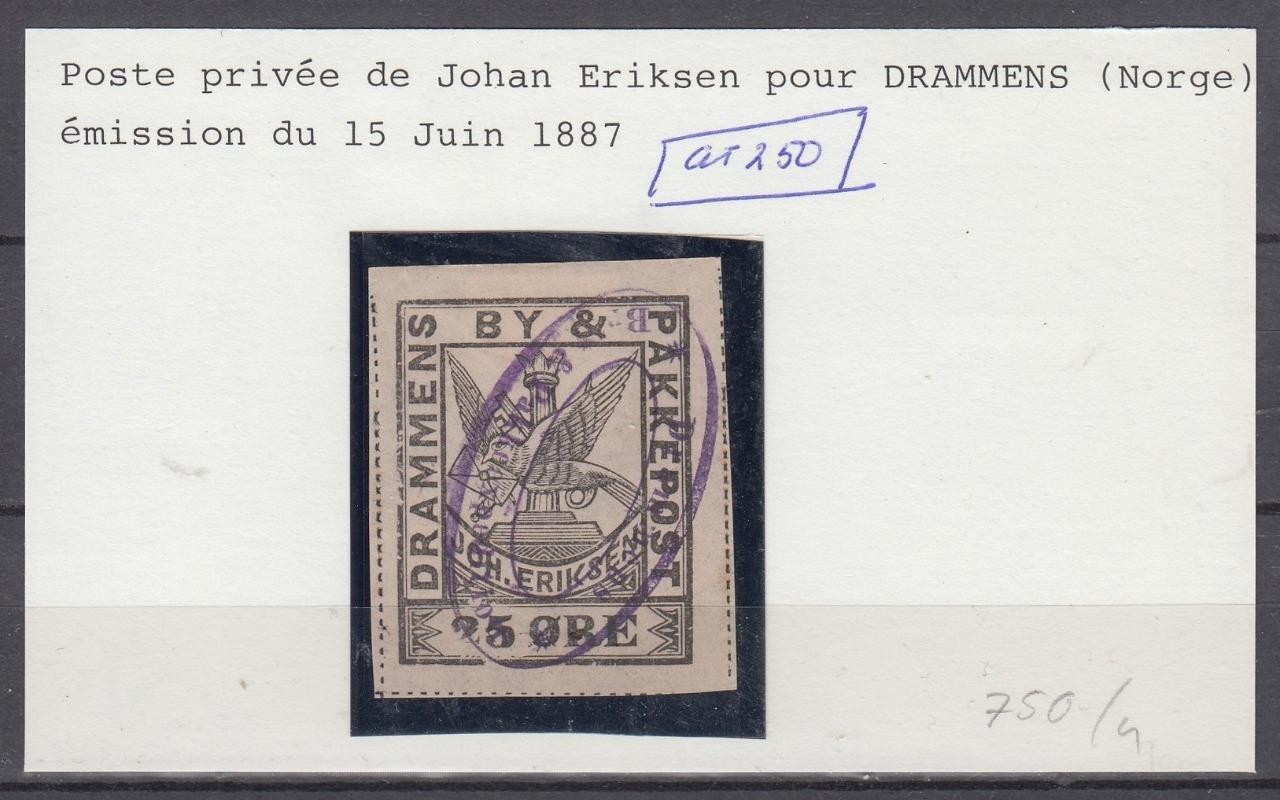 Poste privée de Johan Eriksen pour DRAMMENS (Norge)
émission du 15 Juin 1887
at 250
DRAMMENS BY & PAKKEPOST
JOH. ERIKSEN
25 ØRE
750-/